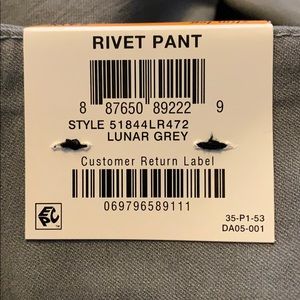 RIVET PANT
8 87650 89222 9
STYLE 51844LR472
LUNAR GREY
Customer Return Label
069796589111
EPC
35-P1-53
DA05-001